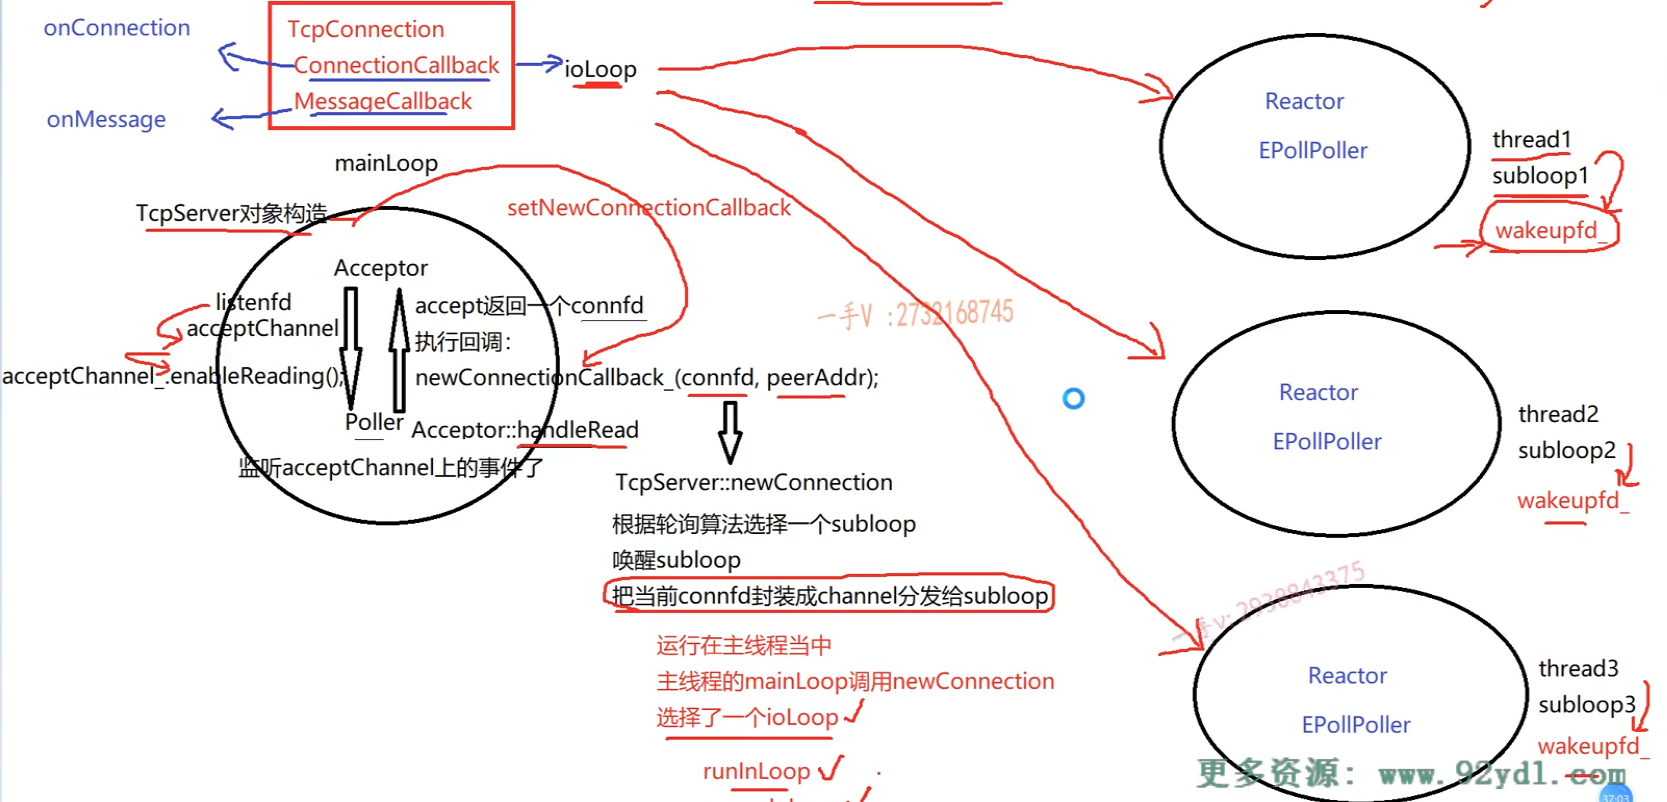 onConnection
TcpConnection
ConnectionCallback
MessageCallback
onMessage
ioLoop
mainLoop
TcpServer对象构造
setNewConnectionCallback
Acceptor
listenfd
acceptChannel
acceptChannel_.enableReading();
Poller
监听acceptChannel上的事件了
accept返回一个connfd
执行回调：
newConnectionCallback_(connfd, peerAddr);
Acceptor::handleRead
TcpServer::newConnection
根据轮询算法选择一个subloop
唤醒subloop
把当前connfd封装成channel分发给subloop
运行在主线程当中
主线程的mainLoop调用newConnection
选择了一个ioLoop
runInLoop
Reactor
EPollPoller
thread1
subloop1
wakeupfd_
Reactor
EPollPoller
thread2
subloop2
wakeupfd_
Reactor
EPollPoller
thread3
subloop3
wakeupfd_
一手V :2732168745
一手v: 2938843375
更多资源: www.92ydl.com
37:03